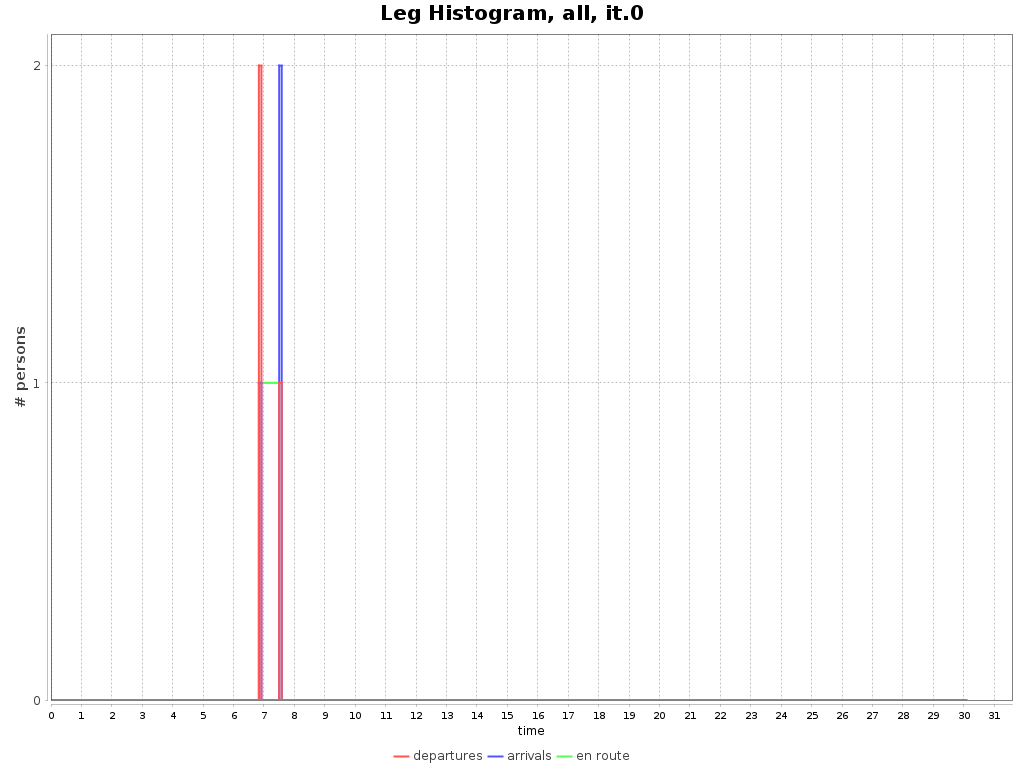 Leg Histogram, all, it.0
# persons
2
1
0
0 1 2 3 4 5 6 7 8 9 10 11 12 13 14 15 16 17 18 19 20 21 22 23 24 25 26 27 28 29 30 31
time
departures arrivals en route